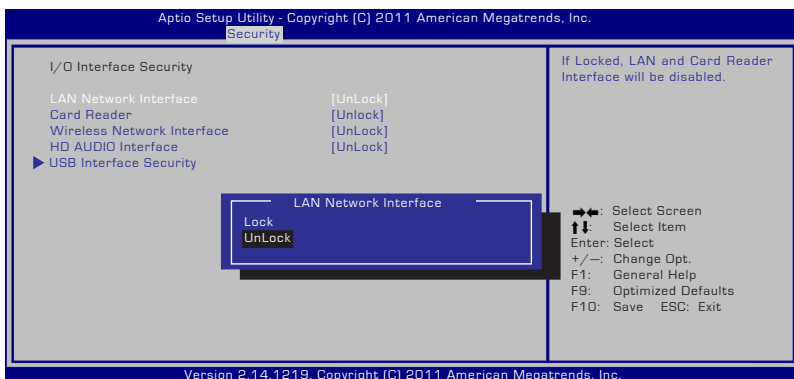 Aptio Setup Utility - Copyright (C) 2011 American Megatrends, Inc.
Security
I/O Interface Security
LAN Network Interface [UnLock]
Card Reader [Unlock]
Wireless Network Interface [UnLock]
HD AUDIO Interface [UnLock]
USB Interface Security
If Locked, LAN and Card Reader
Interface will be disabled.
LAN Network Interface
Lock
UnLock
: Select Screen
: Select Item
Enter: Select
+/—: Change Opt.
F1: General Help
F9: Optimized Defaults
F10: Save ESC: Exit
Version 2.14.1219. Copyright (C) 2011 American Megatrends, Inc.